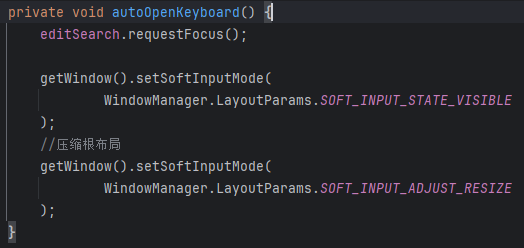 private void autoOpenKeyboard() {
editSearch.requestFocus();
getWindow().setSoftInputMode(
WindowManager.LayoutParams.SOFT_INPUT_STATE_VISIBLE
);
//压缩根布局
getWindow().setSoftInputMode(
WindowManager.LayoutParams.SOFT_INPUT_ADJUST_RESIZE
);
}